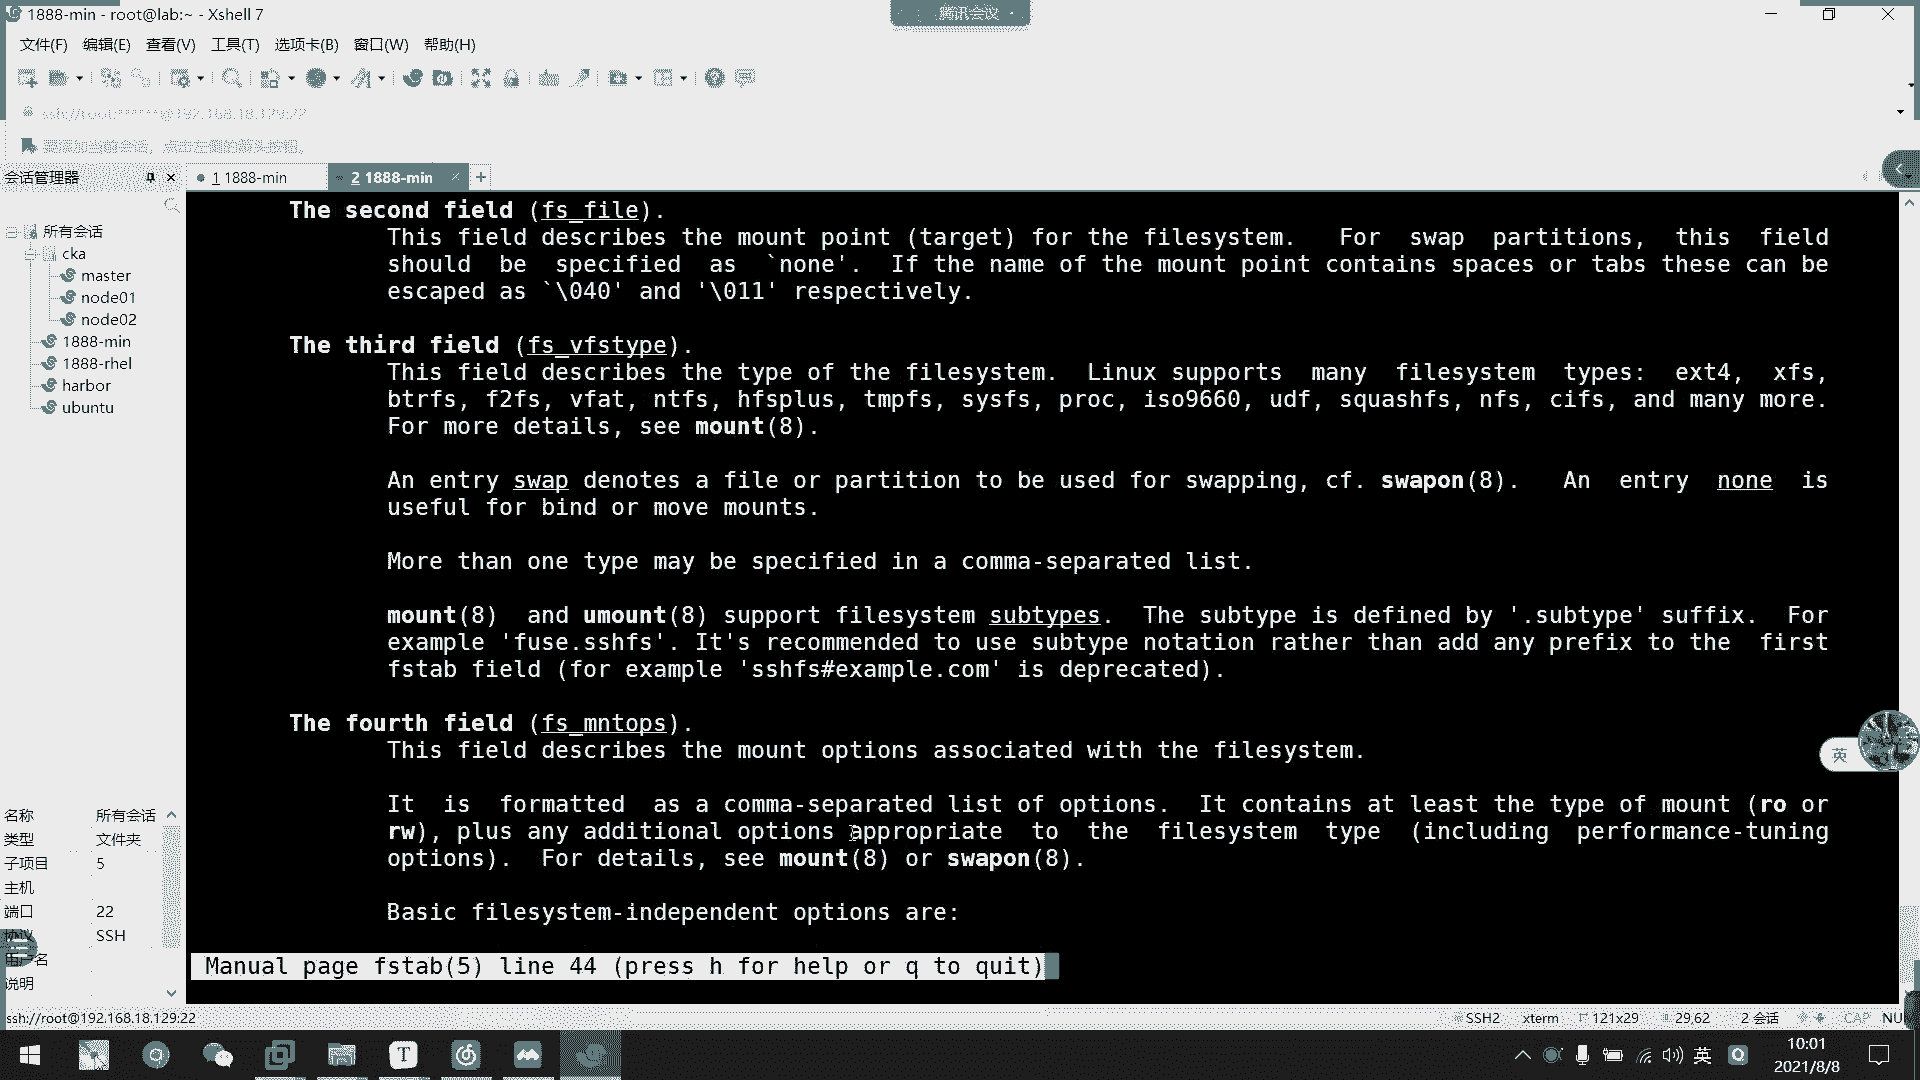 1888-min - root@lab:~ - Xshell 7
腾讯会议
文件(F) 编辑(E) 查看(V) 工具(T) 选项卡(B) 窗口(W) 帮助(H)
ssh://root:******@192.168.18.129:22
要添加当前会话，点击左侧的箭头按钮。
会话管理器
1 1888-min
2 1888-min
所有会话
cka
master
node01
node02
1888-min
1888-rhel
harbor
ubuntu
The second field (fs_file).
This field describes the mount point (target) for the filesystem. For swap partitions, this field
should be specified as `none'. If the name of the mount point contains spaces or tabs these can be
escaped as `\040' and '\011' respectively.
The third field (fs_vfstype).
This field describes the type of the filesystem. Linux supports many filesystem types: ext4, xfs,
btrfs, f2fs, vfat, ntfs, hfsplus, tmpfs, sysfs, proc, iso9660, udf, squashfs, nfs, cifs, and many more.
For more details, see mount(8).
An entry swap denotes a file or partition to be used for swapping, cf. swapon(8). An entry none is
useful for bind or move mounts.
More than one type may be specified in a comma-separated list.
mount(8) and umount(8) support filesystem subtypes. The subtype is defined by '.subtype' suffix. For
example 'fuse.sshfs'. It's recommended to use subtype notation rather than add any prefix to the first
fstab field (for example 'sshfs#example.com' is deprecated).
The fourth field (fs_mntops).
This field describes the mount options associated with the filesystem.
It is formatted as a comma-separated list of options. It contains at least the type of mount (ro or
rw), plus any additional options appropriate to the filesystem type (including performance-tuning
options). For details, see mount(8) or swapon(8).
Basic filesystem-independent options are:
Manual page fstab(5) line 44 (press h for help or q to quit)
英
名称 所有会话
类型 文件夹
子项目 5
主机
端口 22
协议 SSH
用户名
说明
ssh://root@192.168.18.129:22
SSH2 xterm 121x29 29,62 2 会话 CAP NU
英
10:01
2021/8/8